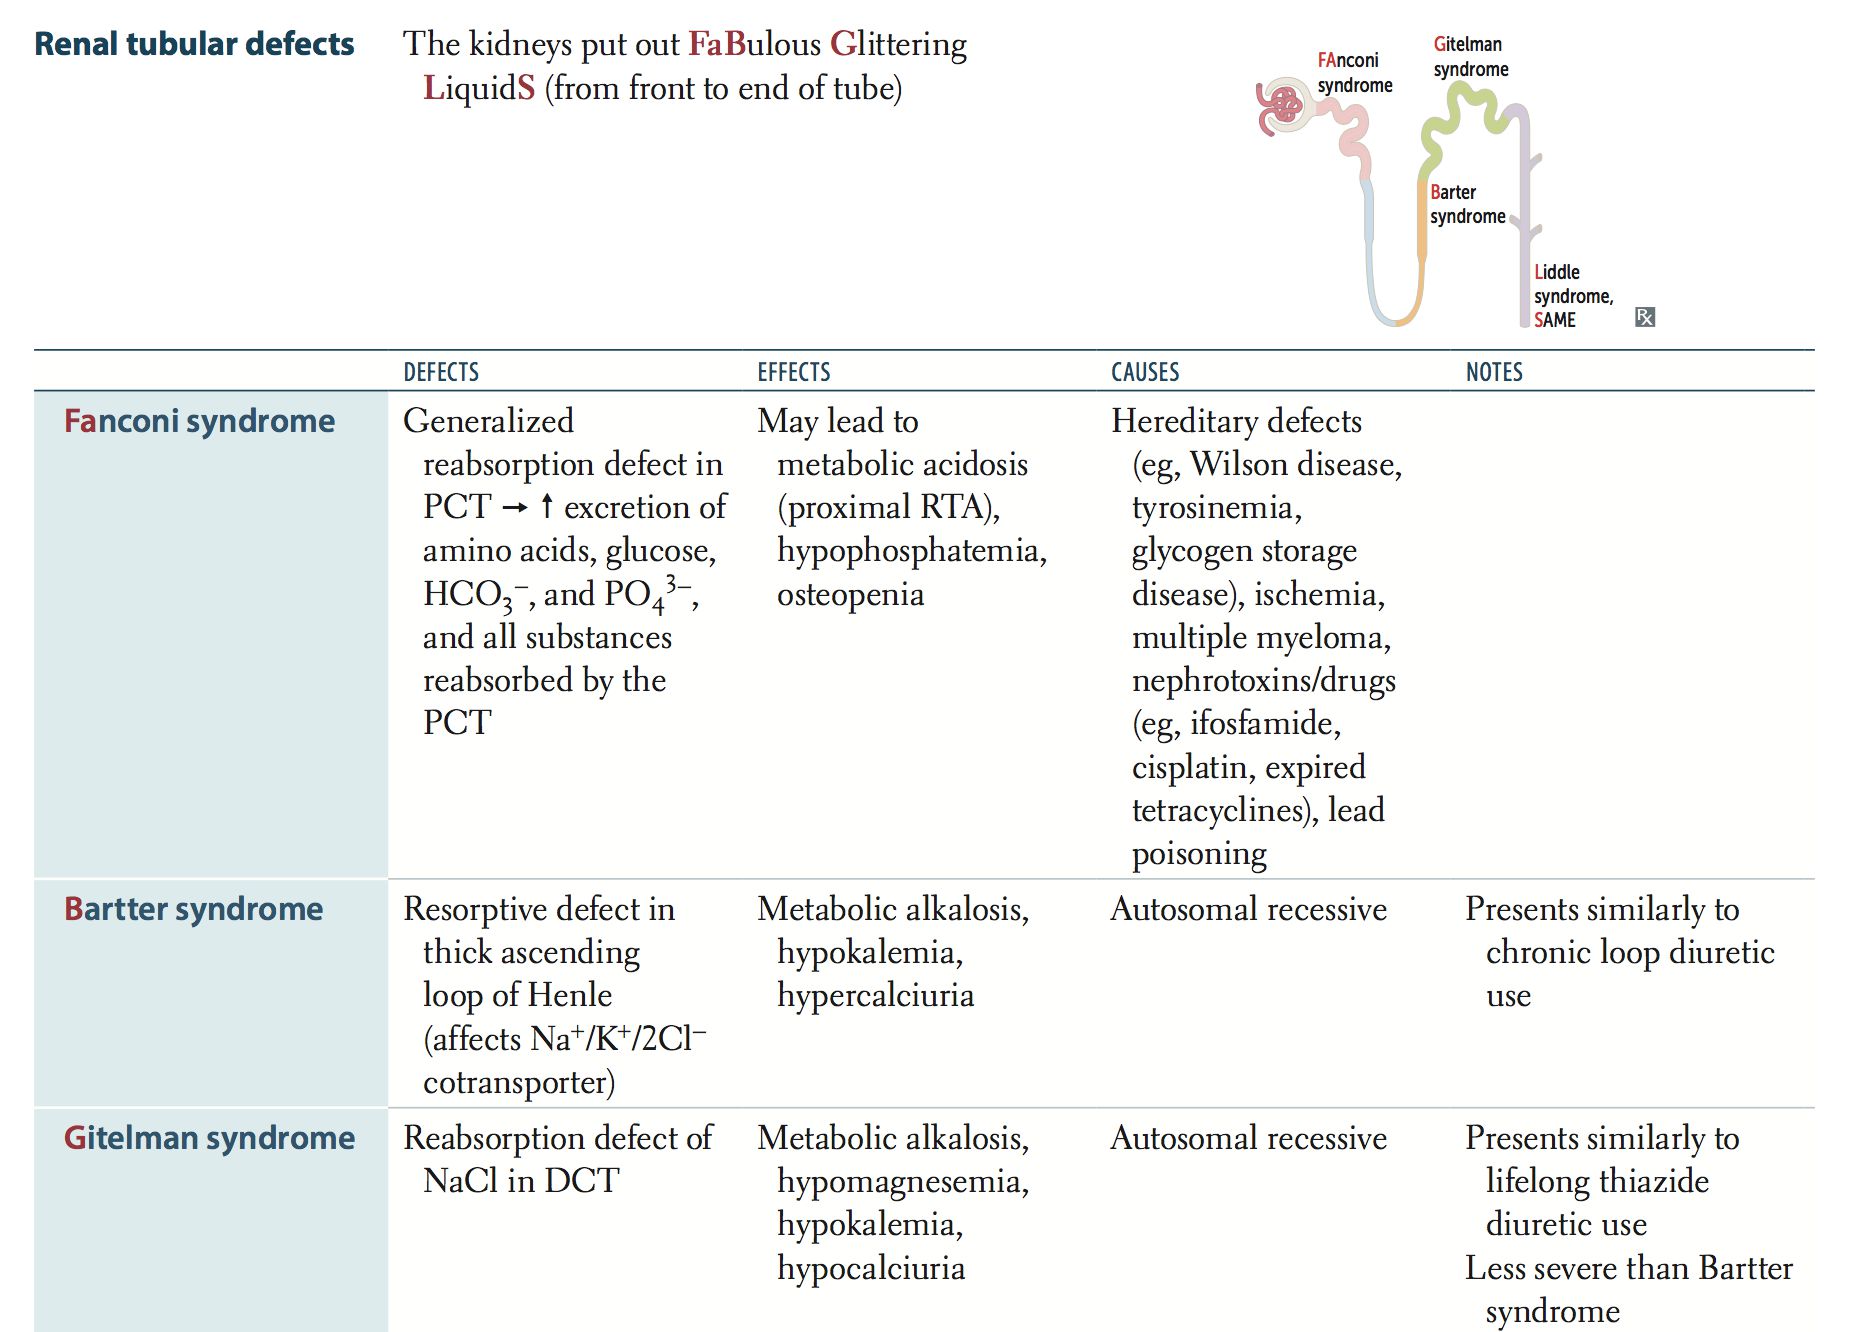 Renal tubular defects
The kidneys put out FaBulous Glittering
LiquidS (from front to end of tube)
FAnconi
syndrome
Gitelman
syndrome
Barter
syndrome
Liddle
syndrome,
SAME
Rx
DEFECTS
EFFECTS
CAUSES
NOTES
Fanconi syndrome
Generalized
reabsorption defect in
PCT → ↑ excretion of
amino acids, glucose,
HCO₃⁻, and PO₄³⁻,
and all substances
reabsorbed by the
PCT
May lead to
metabolic acidosis
(proximal RTA),
hypophosphatemia,
osteopenia
Hereditary defects
(eg, Wilson disease,
tyrosinemia,
glycogen storage
disease), ischemia,
multiple myeloma,
nephrotoxins/drugs
(eg, ifosfamide,
cisplatin, expired
tetracyclines), lead
poisoning
Bartter syndrome
Resorptive defect in
thick ascending
loop of Henle
(affects Na⁺/K⁺/2Cl⁻
cotransporter)
Metabolic alkalosis,
hypokalemia,
hypercalciuria
Autosomal recessive
Presents similarly to
chronic loop diuretic
use
Gitelman syndrome
Reabsorption defect of
NaCl in DCT
Metabolic alkalosis,
hypomagnesemia,
hypokalemia,
hypocalciuria
Autosomal recessive
Presents similarly to
lifelong thiazide
diuretic use
Less severe than Bartter
syndrome